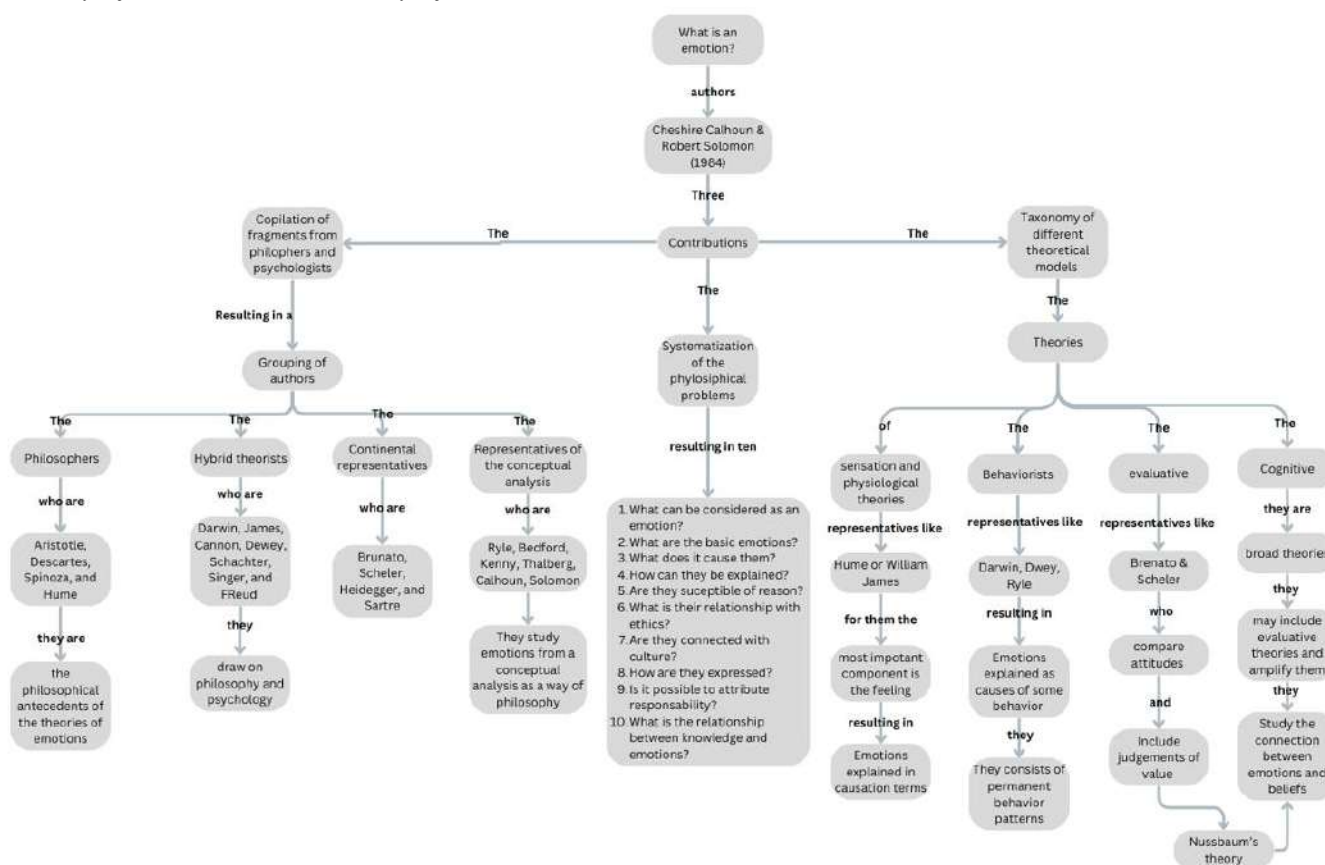 What is an
emotion?
authors
Cheshire Calhoun &
Robert Solomon
(1984)
Three
Contributions
The
The
The
Copilation of
fragments from
philophers and
psychologists
Resulting in a
Grouping of
authors
The
The
The
The
Philosophers
who are
Aristotle,
Descartes,
Spinoza, and
Hume
they are
the
philosophical
antecedents of
the theories of
emotions
Hybrid theorists
who are
Darwin, James,
Cannon, Dewey,
Schachter,
Singer, and
FReud
they
draw on
philosophy and
psychology
Continental
representatives
who are
Brunato,
Scheler,
Heidegger, and
Sartre
Representatives
of the conceptual
analysis
who are
Ryle, Bedford,
Kenny, Thalberg,
Calhoun, Solomon
They study
emotions from a
conceptual
analysis as a way of
philosophy
Systematization
of the
phylosiphical
problems
resulting in ten
1. What can be considered as an
emotion?
2. What are the basic emotions?
3. What does it cause them?
4. How can they be explained?
5. Are they suceptible of reason?
6. What is their relationship with
ethics?
7. Are they connected with
culture?
8. How are they expressed?
9. Is it possible to attribute
responsability?
10. What is the relationship
between knowledge and
emotions?
Taxonomy of
different
theoretical
models
The
Theories
of
The
The
The
sensation and
physiological
theories
representatives like
Hume or William
James
for them the
most impotant
component is
the feeling
resulting in
Emotions
explained in
causation terms
Behaviorists
representatives like
Darwin, Dwey,
Ryle
resulting in
Emotions
explained as
causes of some
behavior
they
They consists of
permanent
behavior
patterns
evaluative
representatives like
Brenato &
Scheler
who
compare
attitudes
and
Include
judgements of
value
Nussbaum's
theory
Cognitive
they are
broad theories
they
may include
evaluative
theories and
amplify them
they
Study the
connection
between
emotions and
beliefs